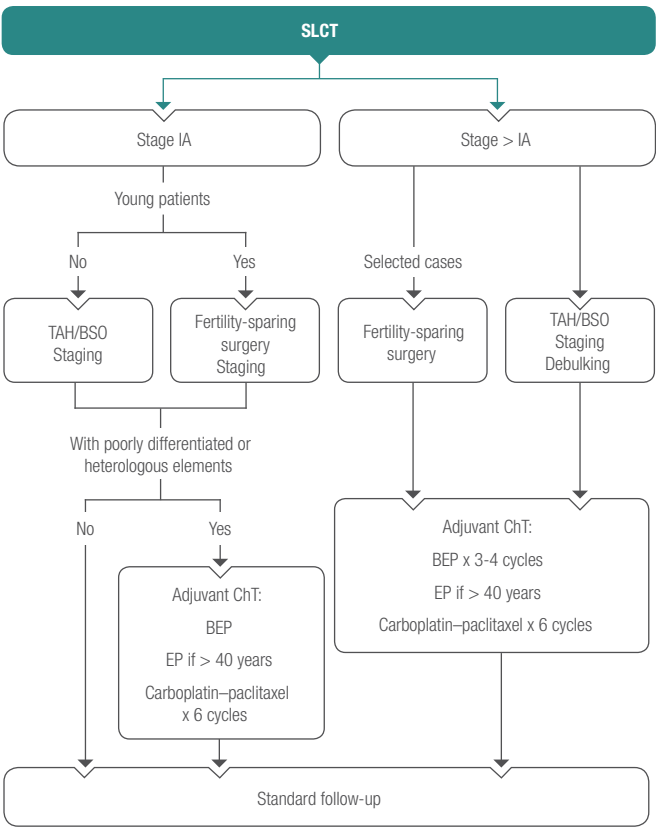 SLCT
Stage IA
Stage > IA
Young patients
No
Yes
Selected cases
TAH/BSO
Staging
Fertility-sparing
surgery
Staging
Fertility-sparing
surgery
TAH/BSO
Staging
Debulking
With poorly differentiated or
heterologous elements
No
Yes
Adjuvant ChT:
BEP
EP if > 40 years
Carboplatin–paclitaxel
x 6 cycles
Adjuvant ChT:
BEP x 3-4 cycles
EP if > 40 years
Carboplatin–paclitaxel x 6 cycles
Standard follow-up